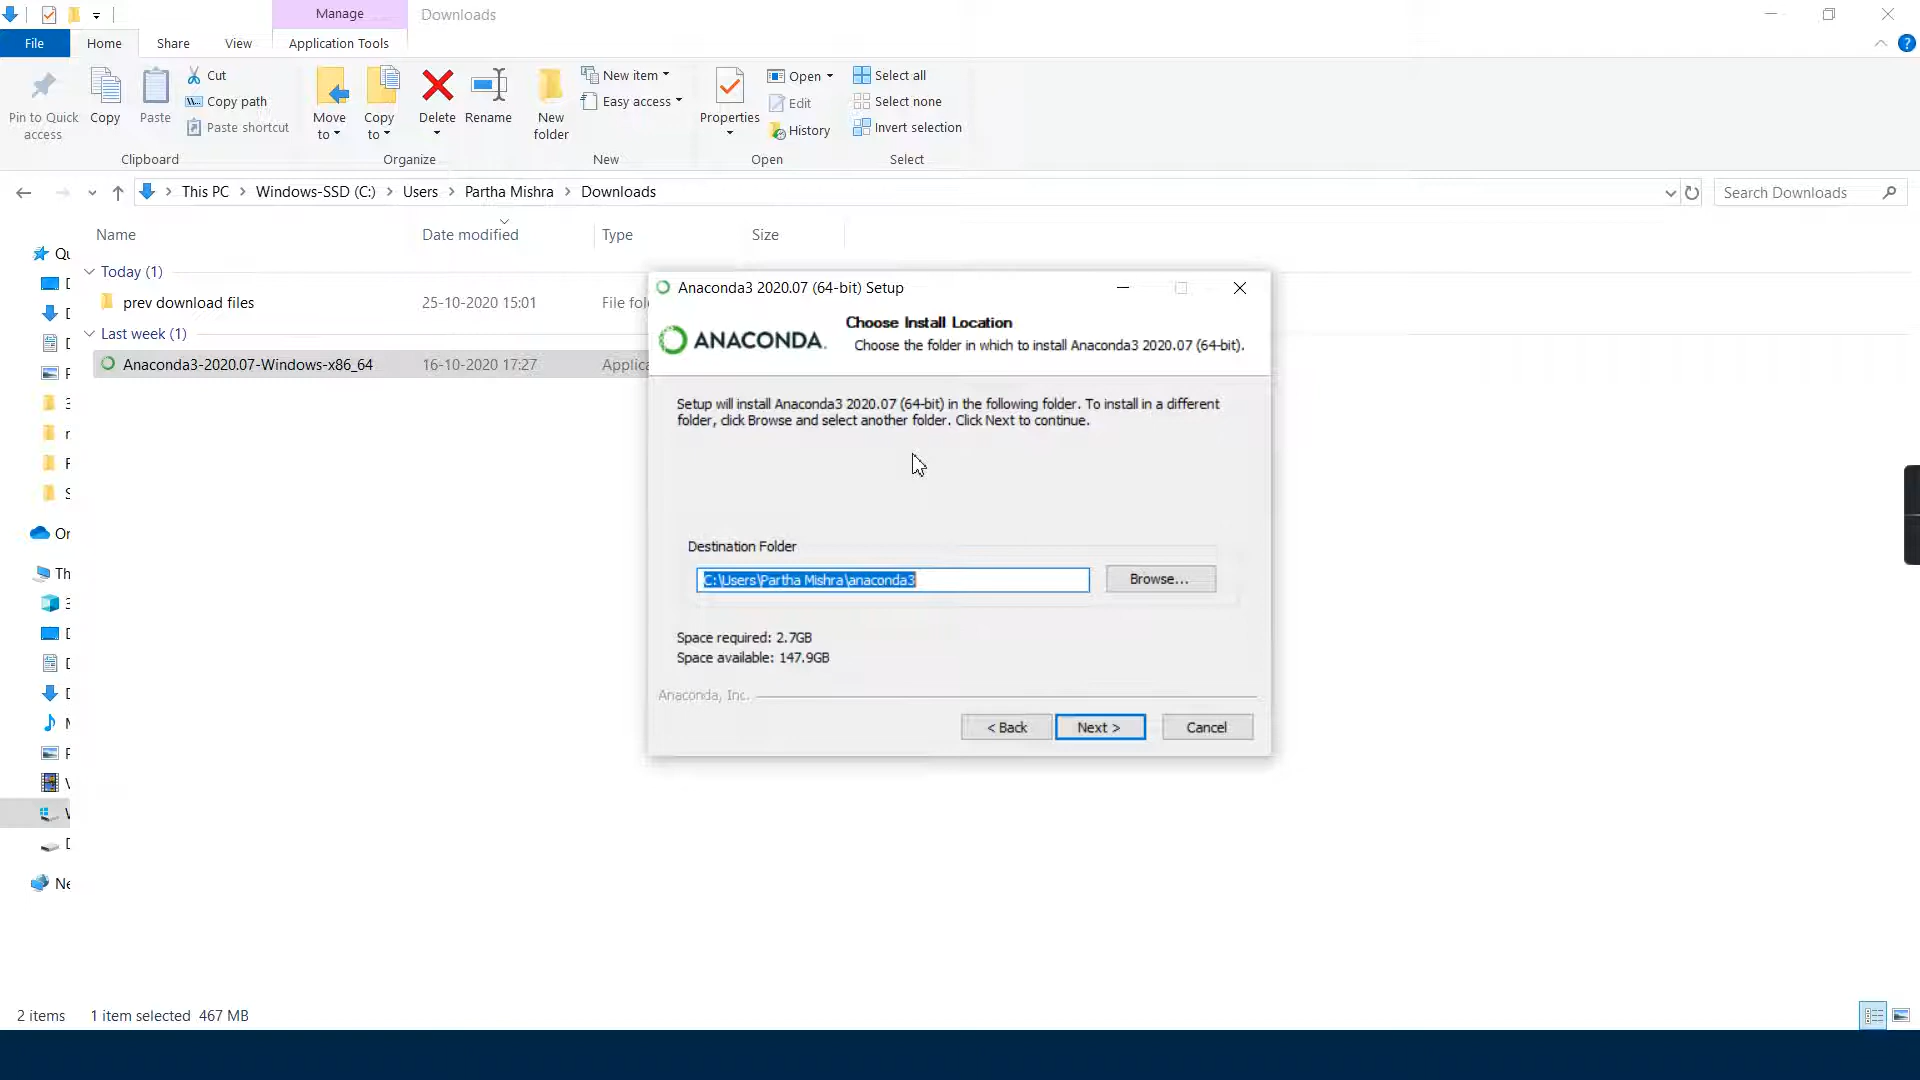 Manage
Downloads
File
Home
Share
View
Application Tools
Pin to Quick access
Copy
Paste
Cut
Copy path
Paste shortcut
Move to
Copy to
Delete
Rename
New folder
New item
Easy access
Properties
Open
Edit
History
Select all
Select none
Invert selection
Clipboard
Organize
New
Open
Select
This PC > Windows-SSD (C:) > Users > Partha Mishra > Downloads
Search Downloads
Name
Date modified
Type
Size
Today (1)
prev download files
25-10-2020 15:01
File fol
Last week (1)
Anaconda3-2020.07-Windows-x86_64
16-10-2020 17:27
Applica
Qu
Or
Th
Ne
Anaconda3 2020.07 (64-bit) Setup
ANACONDA.
Choose Install Location
Choose the folder in which to install Anaconda3 2020.07 (64-bit).
Setup will install Anaconda3 2020.07 (64-bit) in the following folder. To install in a different
folder, click Browse and select another folder. Click Next to continue.
Destination Folder
C:\Users\Partha Mishra\anaconda3
Browse...
Space required: 2.7GB
Space available: 147.9GB
Anaconda, Inc.
< Back
Next >
Cancel
2 items
1 item selected 467 MB